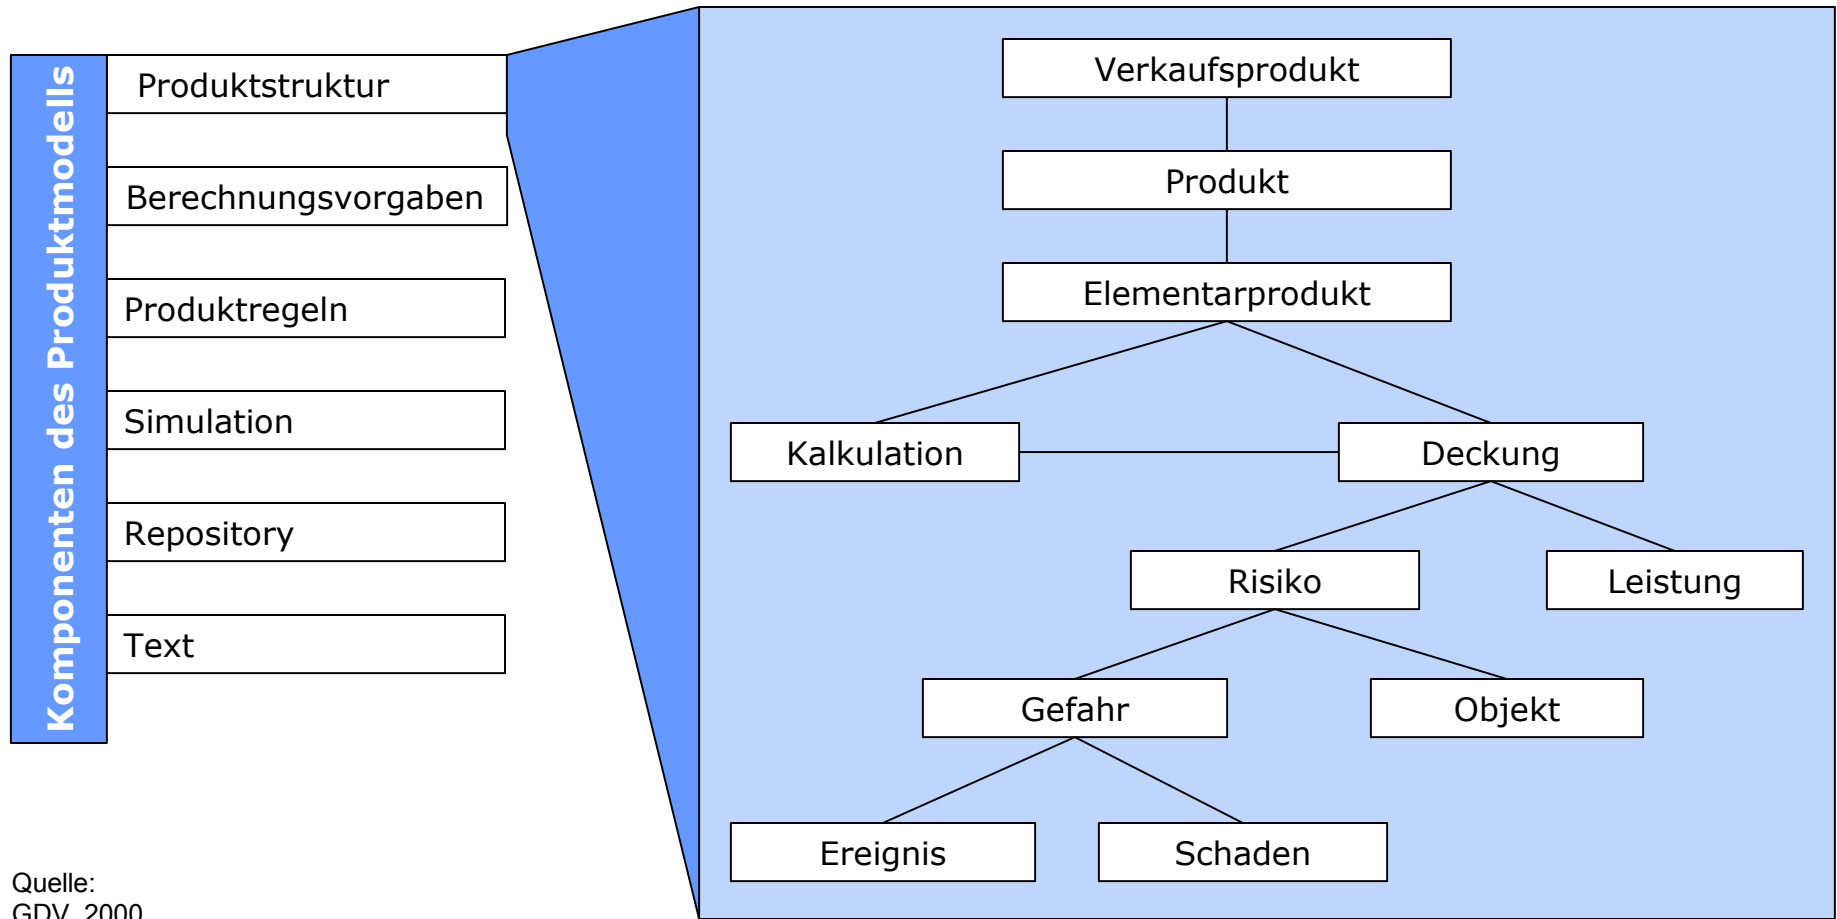 Komponenten des Produktmodells
Produktstruktur
Berechnungsvorgaben
Produktregeln
Simulation
Repository
Text
Verkaufsprodukt
Produkt
Elementarprodukt
Kalkulation
Deckung
Risiko
Leistung
Gefahr
Objekt
Ereignis
Schaden
Quelle:
GDV, 2000